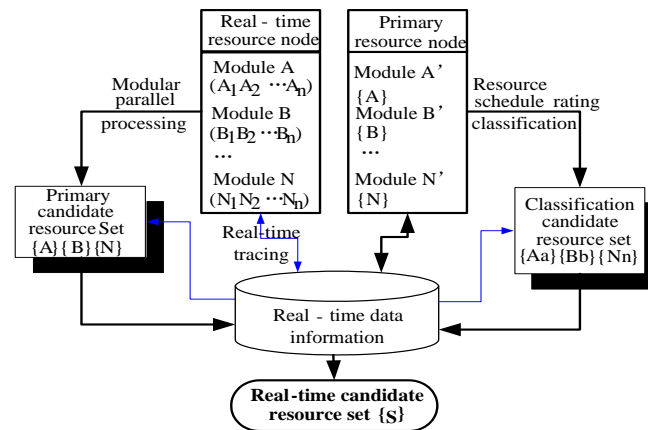 Real - time
resource node
Module A
(A1A2 ⋯An)
Module B
(B1B2 ⋯Bn)
...
Module N
(N1N2 ⋯Nn)
Primary
resource node
Module A’
{A}
Module B’
{B}
...
Module N’
{N}
Modular
parallel
processing
Resource
schedule rating
classification
Primary
candidate
resource Set
{A}{B}{N}
Real-time
tracing
Classification
candidate
resource set
{Aa}{Bb}{Nn}
Real - time data
information
Real-time candidate
resource set {S}